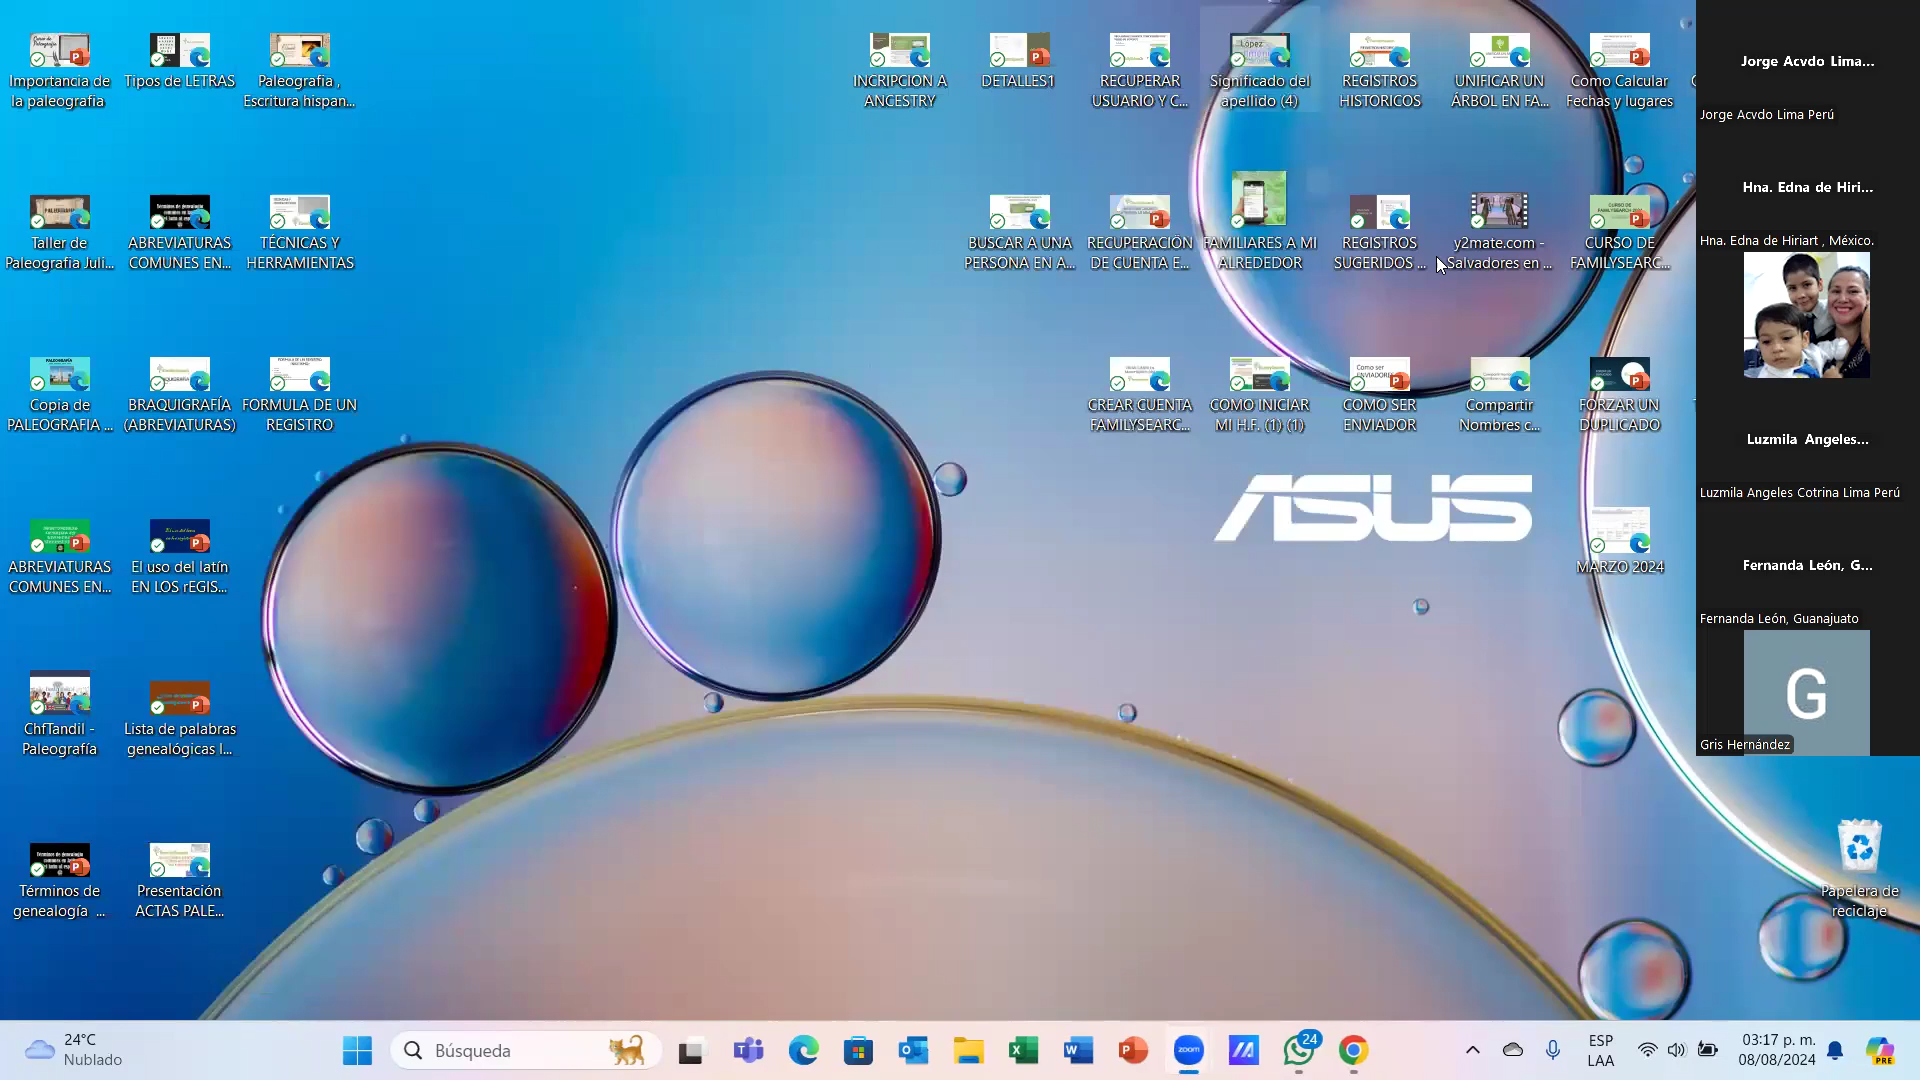 Importancia de
la paleografia
Tipos de LETRAS
Paleografia ,
Escritura hispan...
INCRIPCION A
ANCESTRY
DETALLES1
RECUPERAR
USUARIO Y C...
Significado del
apellido (4)
REGISTROS
HISTORICOS
UNIFICAR UN
ÁRBOL EN FA...
Como Calcular
Fechas y lugares
Taller de
Paleografia Juli...
ABREVIATURAS
COMUNES EN...
TÉCNICAS Y
HERRAMIENTAS
BUSCAR A UNA
PERSONA EN A...
RECUPERACIÖN
DE CUENTA E...
FAMILIARES A MI
ALREDEDOR
REGISTROS
SUGERIDOS ...
y2mate.com -
Salvadores en ...
CURSO DE
FAMILYSEARC...
Copia de
PALEOGRAFIA ...
BRAQUIGRAFÍA
(ABREVIATURAS)
FORMULA DE UN
REGISTRO
CREAR CUENTA
FAMILYSEARC...
COMO INICIAR
MI H.F. (1) (1)
COMO SER
ENVIADOR
Compartir
Nombres c...
FORZAR UN
DUPLICADO
ASUS
ABREVIATURAS
COMUNES EN...
El uso del latín
EN LOS rEGIS...
MARZO 2024
ChfTandil -
Paleografía
Lista de palabras
genealógicas l...
Términos de
genealogía ...
Presentación
ACTAS PALE...
Papelera de
reciclaje
Jorge Acvdo Lima...
Jorge Acvdo Lima Perú
Hna. Edna de Hiri...
Hna. Edna de Hiriart , México.
Luzmila Angeles...
Luzmila Angeles Cotrina Lima Perú
Fernanda León, G...
Fernanda León, Guanajuato
G
Gris Hernández
24°C
Nublado
Búsqueda
zoom
24
ESP
LAA
03:17 p. m.
08/08/2024
PRE